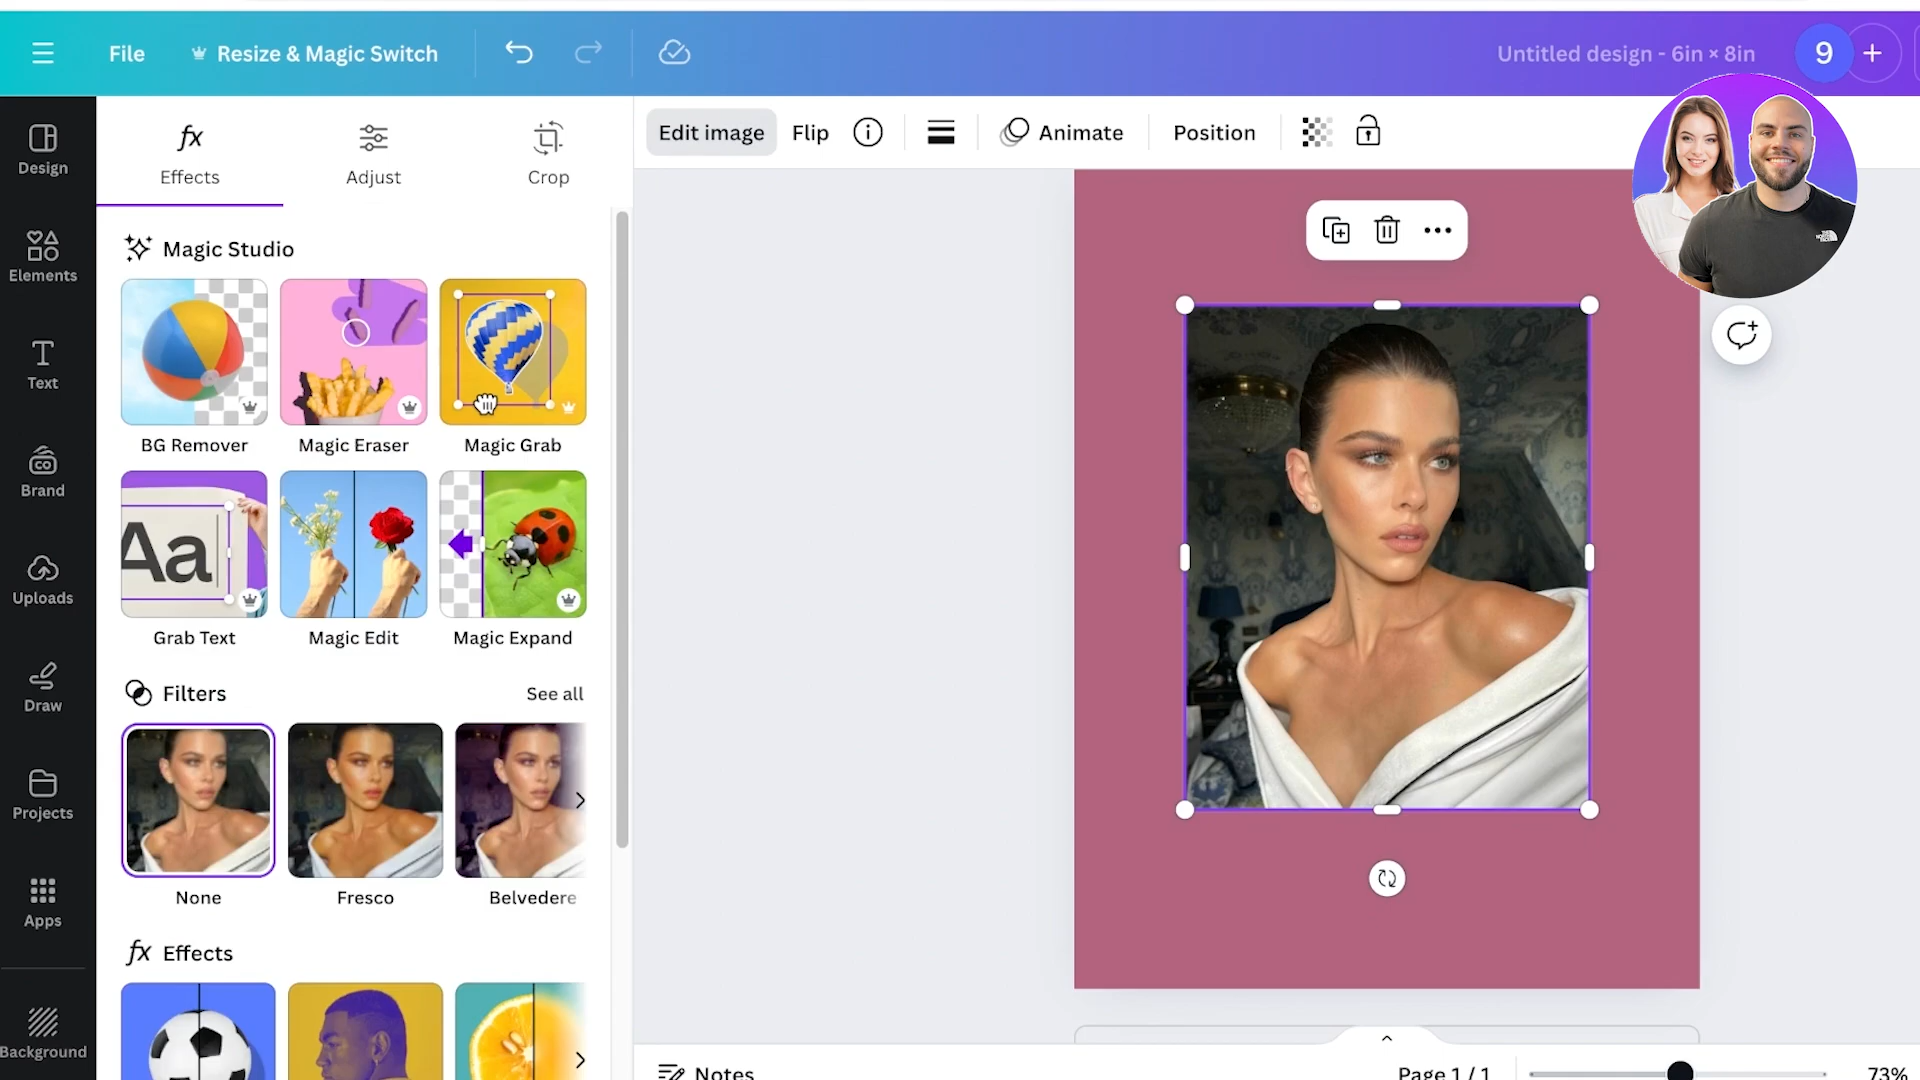 File
Resize & Magic Switch
Untitled design - 6in × 8in
9
Design
Elements
Text
Brand
CO
Uploads
Draw
Projects
Apps
Background
Effects
Adjust
Crop
Edit image
Flip
Animate
Position
Magic Studio
BG Remover
Magic Eraser
Magic Grab
Aa
Grab Text
Magic Edit
Magic Expand
Filters
See all
None
Fresco
Belvedere
fx Effects
Notes
Page 1 / 1
73%